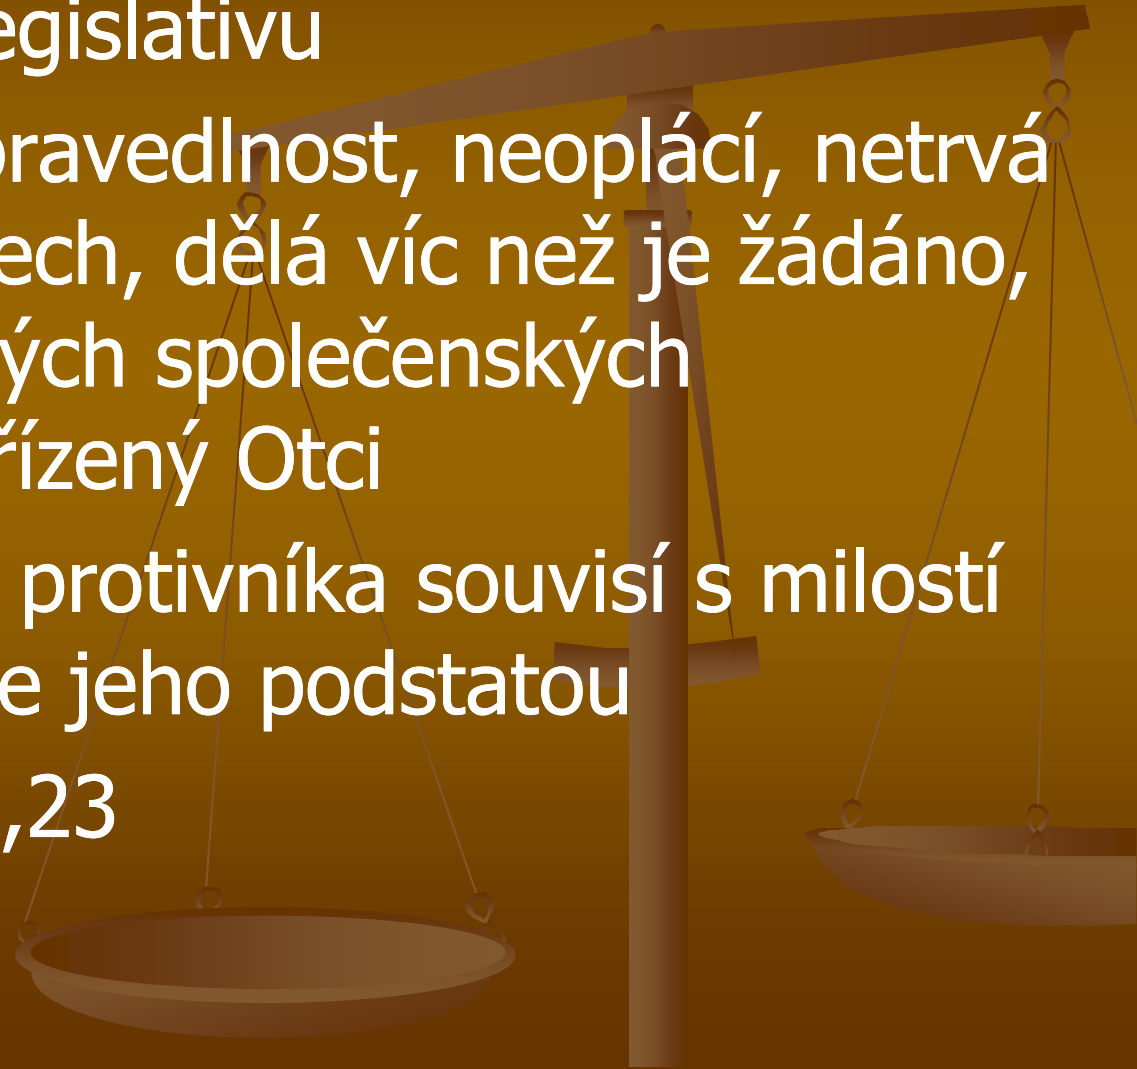 egislativu
pravedlnost, neoplácí, netrvá
ech, dělá víc než je žádáno,
ých společenských
řízený Otci
protivníka souvisí s milostí
e jeho podstatou
,23